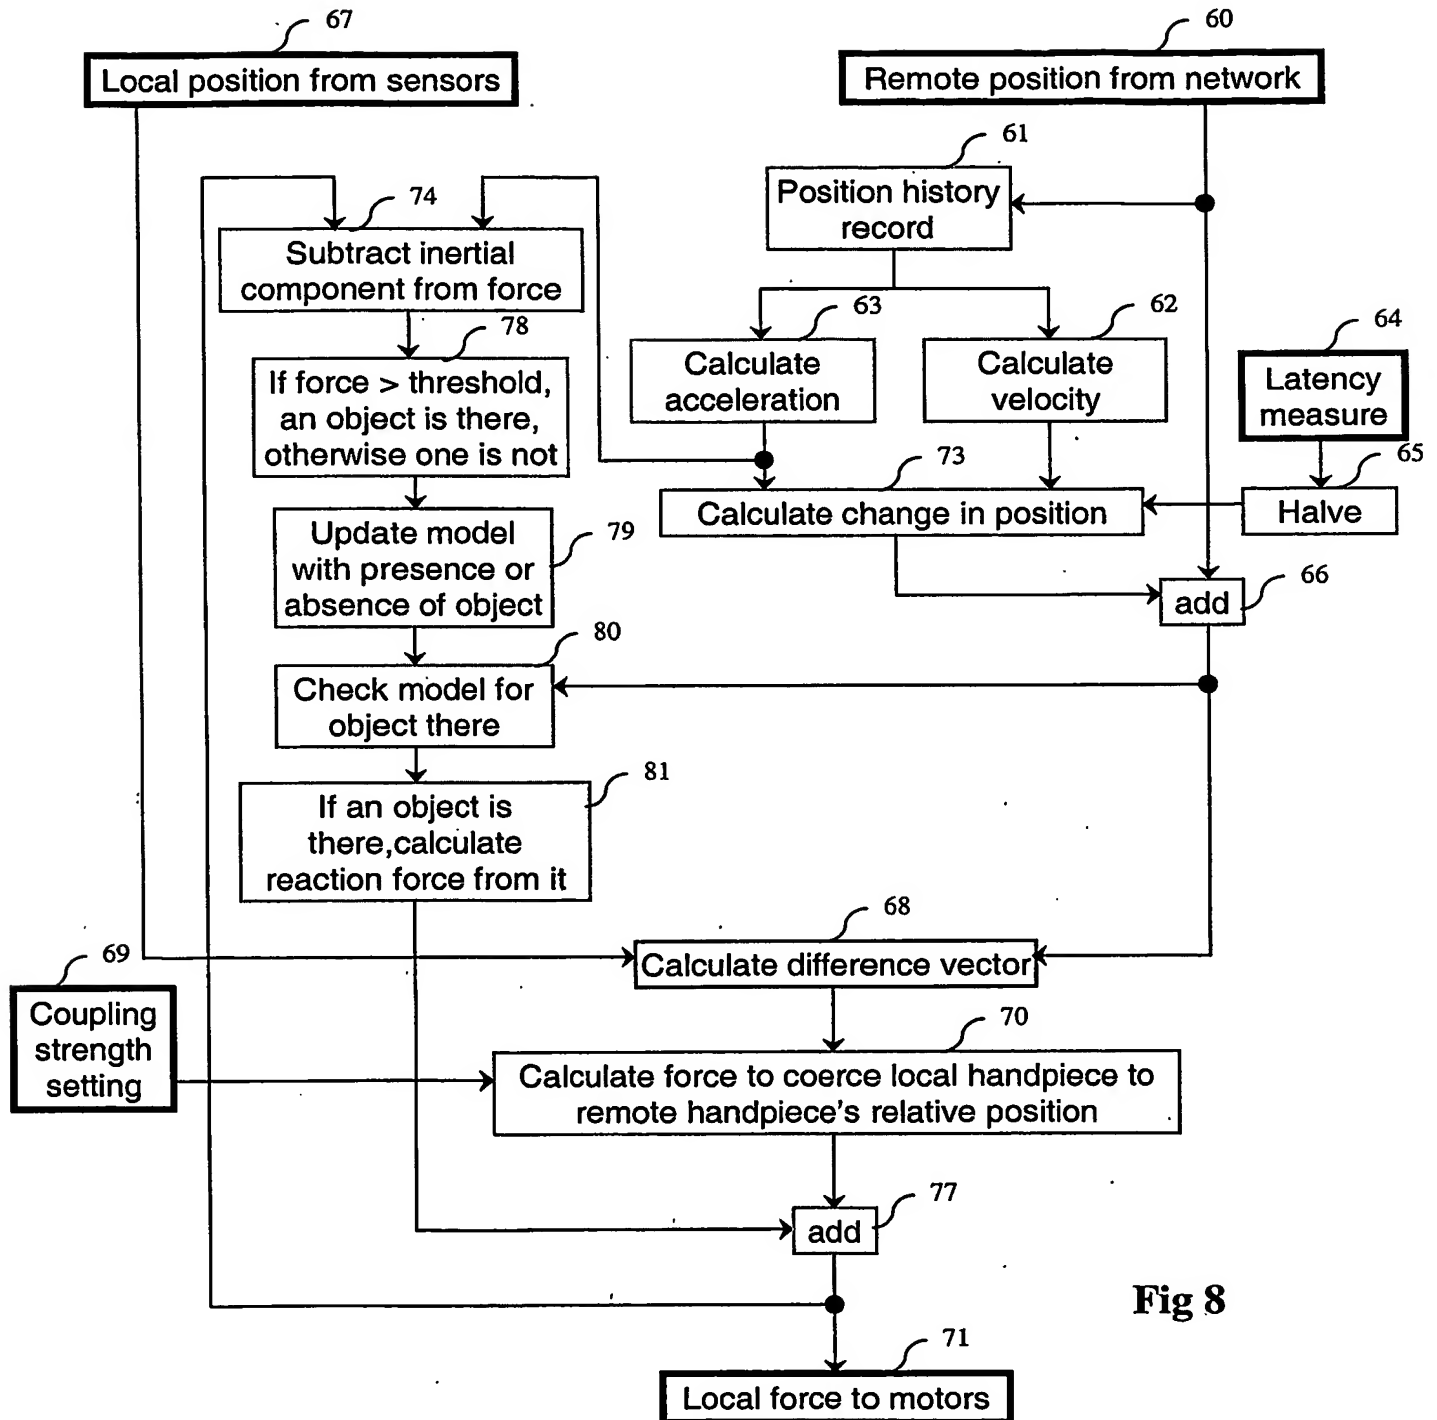 67
Local position from sensors
60
Remote position from network
61
Position history
record
74
Subtract inertial
component from force
63
Calculate
acceleration
62
Calculate
velocity
64
Latency
measure
78
If force > threshold,
an object is there,
otherwise one is not
73
Calculate change in position
65
Halve
79
Update model
with presence or
absence of object
66
add
80
Check model for
object there
81
If an object is
there,calculate
reaction force from it
68
Calculate difference vector
69
Coupling
strength
setting
70
Calculate force to coerce local handpiece to
remote handpiece's relative position
77
add
Fig 8
71
Local force to motors